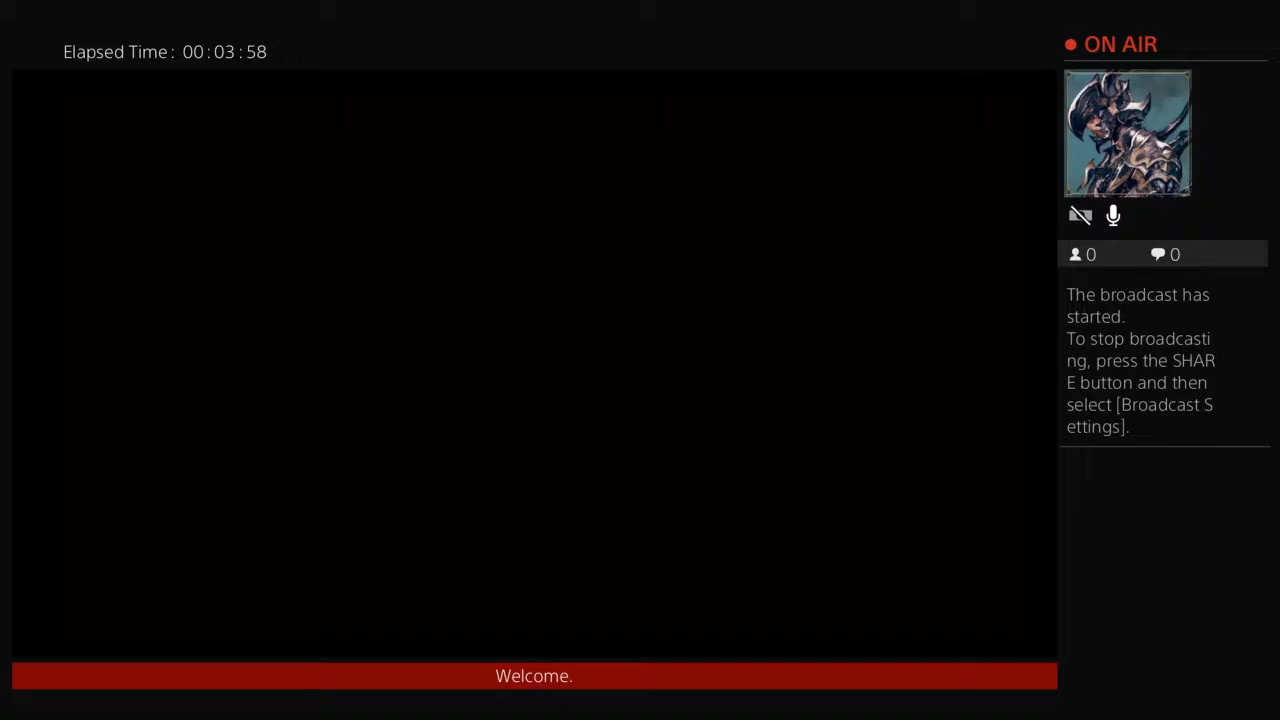 Elapsed Time: 00:03:58
ON AIR
0 0
The broadcast has
started.
To stop broadcasti
ng, press the SHAR
E button and then
select [Broadcast S
ettings].
Welcome.